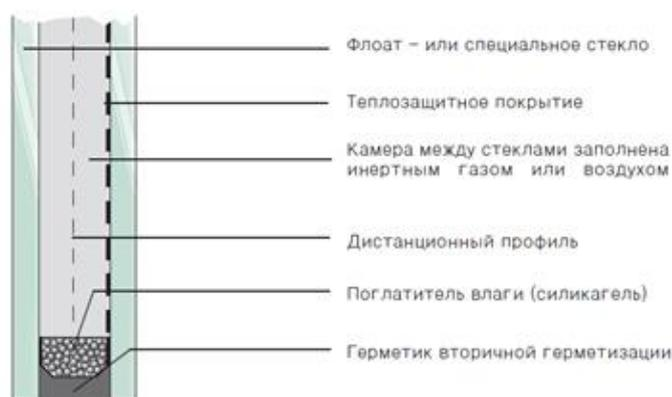 Флоат – или специальное стекло
Теплозащитное покрытие
Камера между стеклами заполнена
инертным газом или воздухом
Дистанционный профиль
Поглатитель влаги (силикагель)
Герметик вторичной герметизации